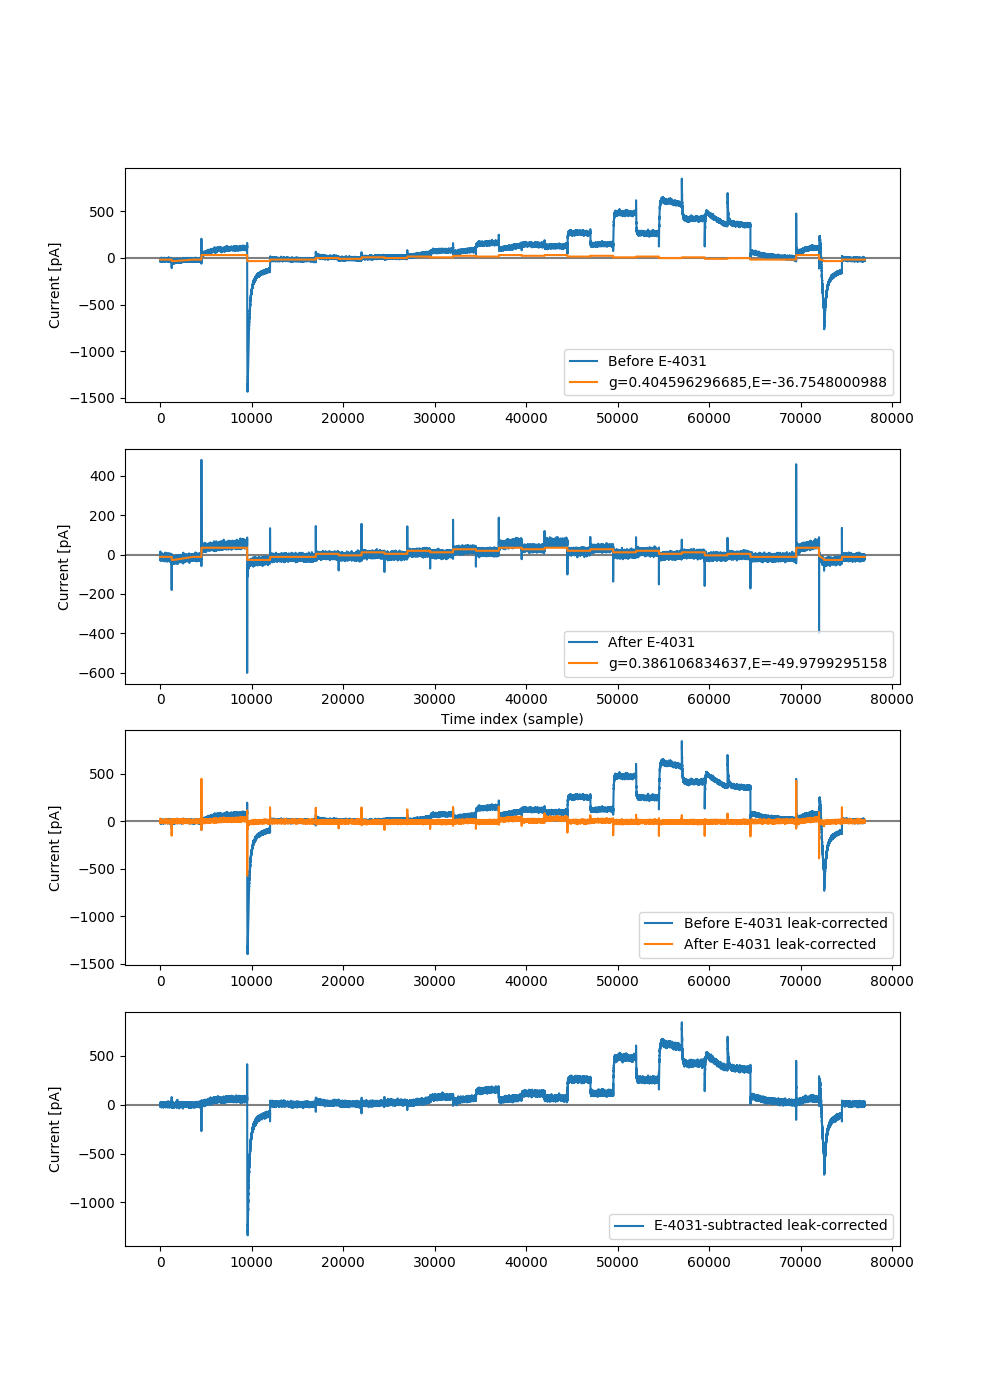 500
0
−500
−1000
−1500
Current [pA]
Before E-4031
g=0.404596296685,E=-36.7548000988
0 10000 20000 30000 40000 50000 60000 70000 80000
400
200
0
−200
−400
−600
Current [pA]
After E-4031
g=0.386106834637,E=-49.9799295158
0 10000 20000 30000 40000 50000 60000 70000 80000
Time index (sample)
500
0
−500
−1000
−1500
Current [pA]
Before E-4031 leak-corrected
After E-4031 leak-corrected
0 10000 20000 30000 40000 50000 60000 70000 80000
500
0
−500
−1000
Current [pA]
E-4031-subtracted leak-corrected
0 10000 20000 30000 40000 50000 60000 70000 80000